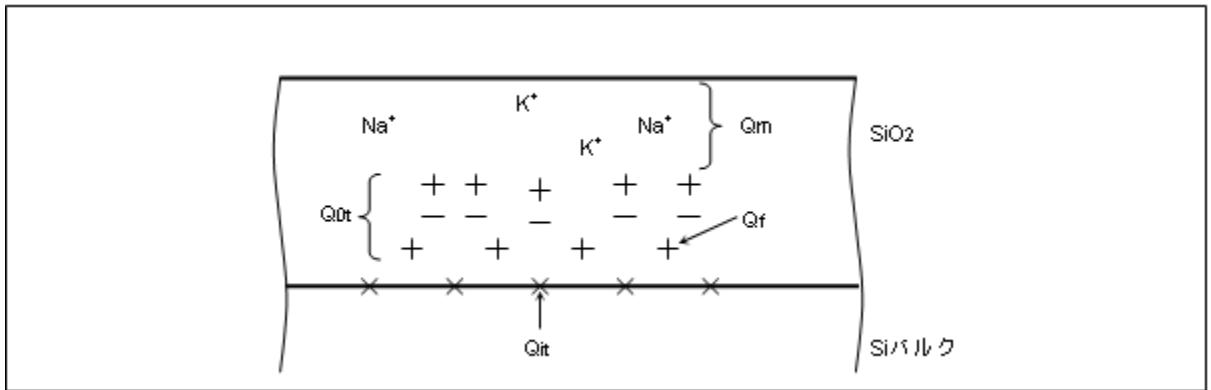 K+
Na+
Na+
Qm
SiO2
K+
+ + + + +
Q0t
− − − − −
Qf
+ + + +
Qit
Siバルク